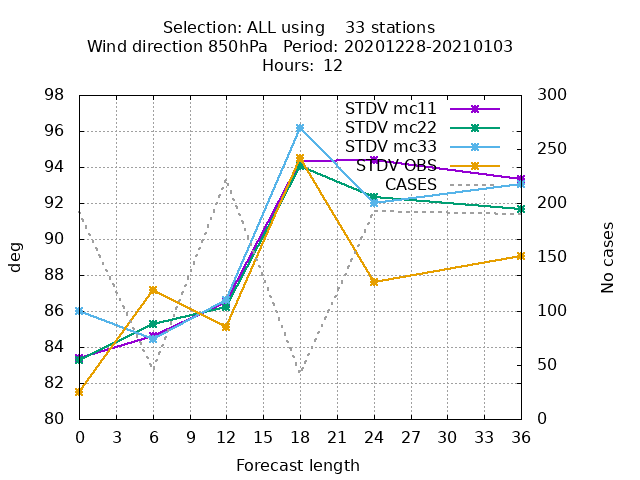 Selection: ALL using    33 stations
Wind direction 850hPa   Period: 20201228-20210103
Hours:  12
98
96
94
92
90
88
86
84
82
80
300
250
200
150
100
50
0
STDV mc11
STDV mc22
STDV mc33
STDV OBS
CASES
deg
No cases
0 3 6 9 12 15 18 21 24 27 30 33 36
Forecast length